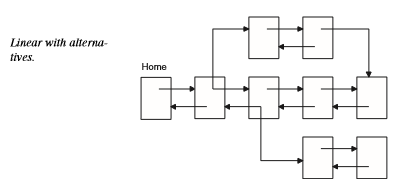 Linear with alterna-
tives.
Home